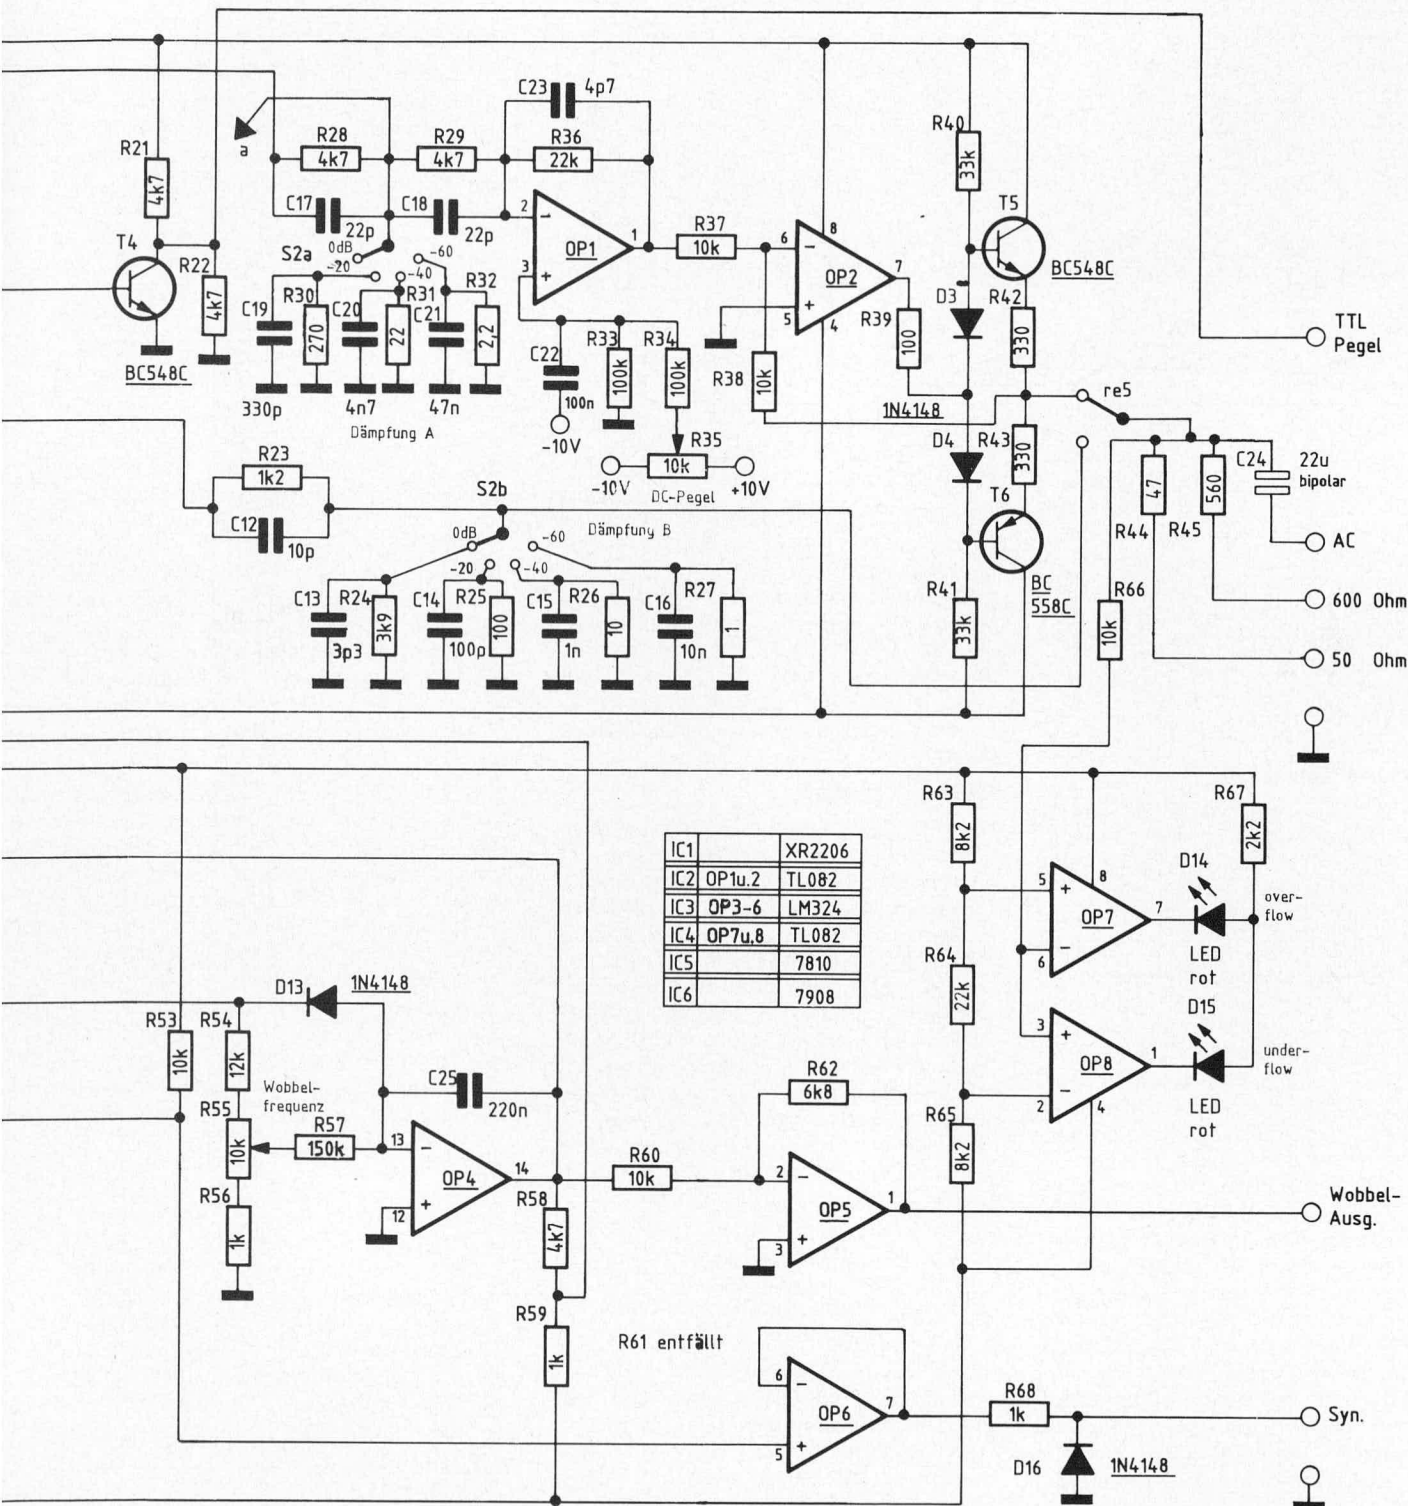 C23 4p7
R21
4k7
a
R28
4k7
R29
4k7
R36
22k
R40
33k
C17
22p
C18
22p
2
-
OP1
1
+
3
R37
10k
6
-
8
OP2
7
+
5
4
T5
BC548C
T4
BC548C
R22
4k7
S2a
0dB
-20
-40
-60
C19
330p
R30
270
C20
4n7
R31
22
C21
47n
R32
2,2
Dämpfung A
C22
100n
-10V
R33
100k
R34
100k
R35
10k
-10V
+10V
DC-Pegel
R38
10k
R39
100
D3
1N4148
R42
330
D4
R43
330
T6
BC
558C
R41
33k
re5
TTL
Pegel
R44
47
R45
560
C24
22u
bipolar
AC
600 Ohm
50 Ohm
R66
10k
R23
1k2
C12
10p
S2b
0dB
-20
-40
-60
Dämpfung B
C13
3p3
R24
3k9
C14
100p
R25
100
C15
1n
R26
10
C16
10n
R27
1
IC1 XR2206
IC2 OP1u.2 TL082
IC3 OP3-6 LM324
IC4 OP7u.8 TL082
IC5 7810
IC6 7908
R63
8k2
R64
22k
R65
8k2
R67
2k2
5
+
8
OP7
7
-
6
D14
LED
rot
over-
flow
3
+
OP8
1
-
2
4
D15
LED
rot
under-
flow
D13
1N4148
R53
10k
R54
12k
Wobbel-
frequenz
R55
10k
R56
1k
R57
150k
C25
220n
13
-
OP4
14
+
12
R58
4k7
R59
1k
R60
10k
R62
6k8
2
-
OP5
1
+
3
Wobbel-
Ausg.
R61 entfällt
6
-
OP6
7
+
5
R68
1k
D16
1N4148
Syn.